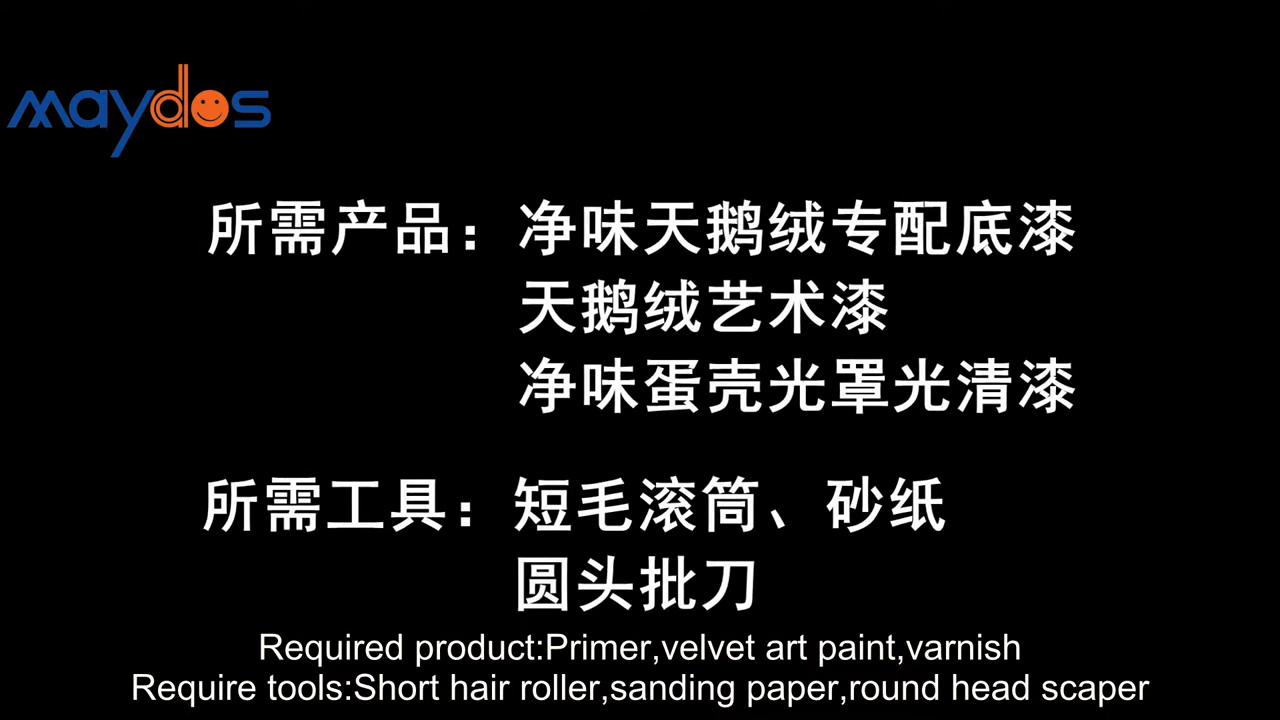 maydos
所需产品：净味天鹅绒专配底漆
天鹅绒艺术漆
净味蛋壳光罩光清漆
所需工具：短毛滚筒、砂纸
圆头批刀
Required product:Primer,velvet art paint,varnish
Require tools:Short hair roller,sanding paper,round head scaper